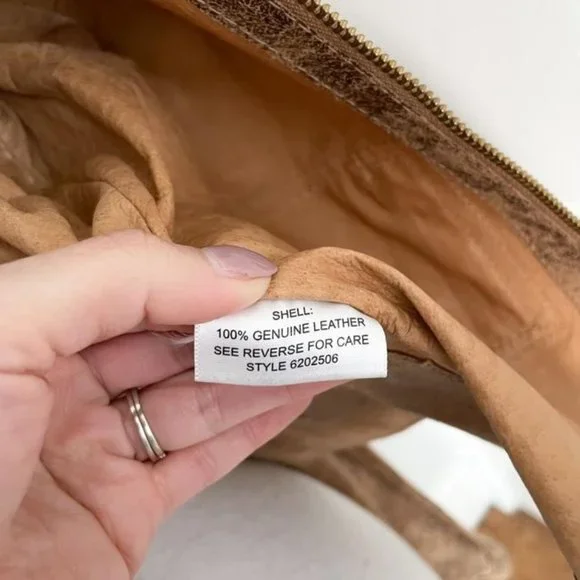 SHELL:
100% GENUINE LEATHER
SEE REVERSE FOR CARE
STYLE 6202506